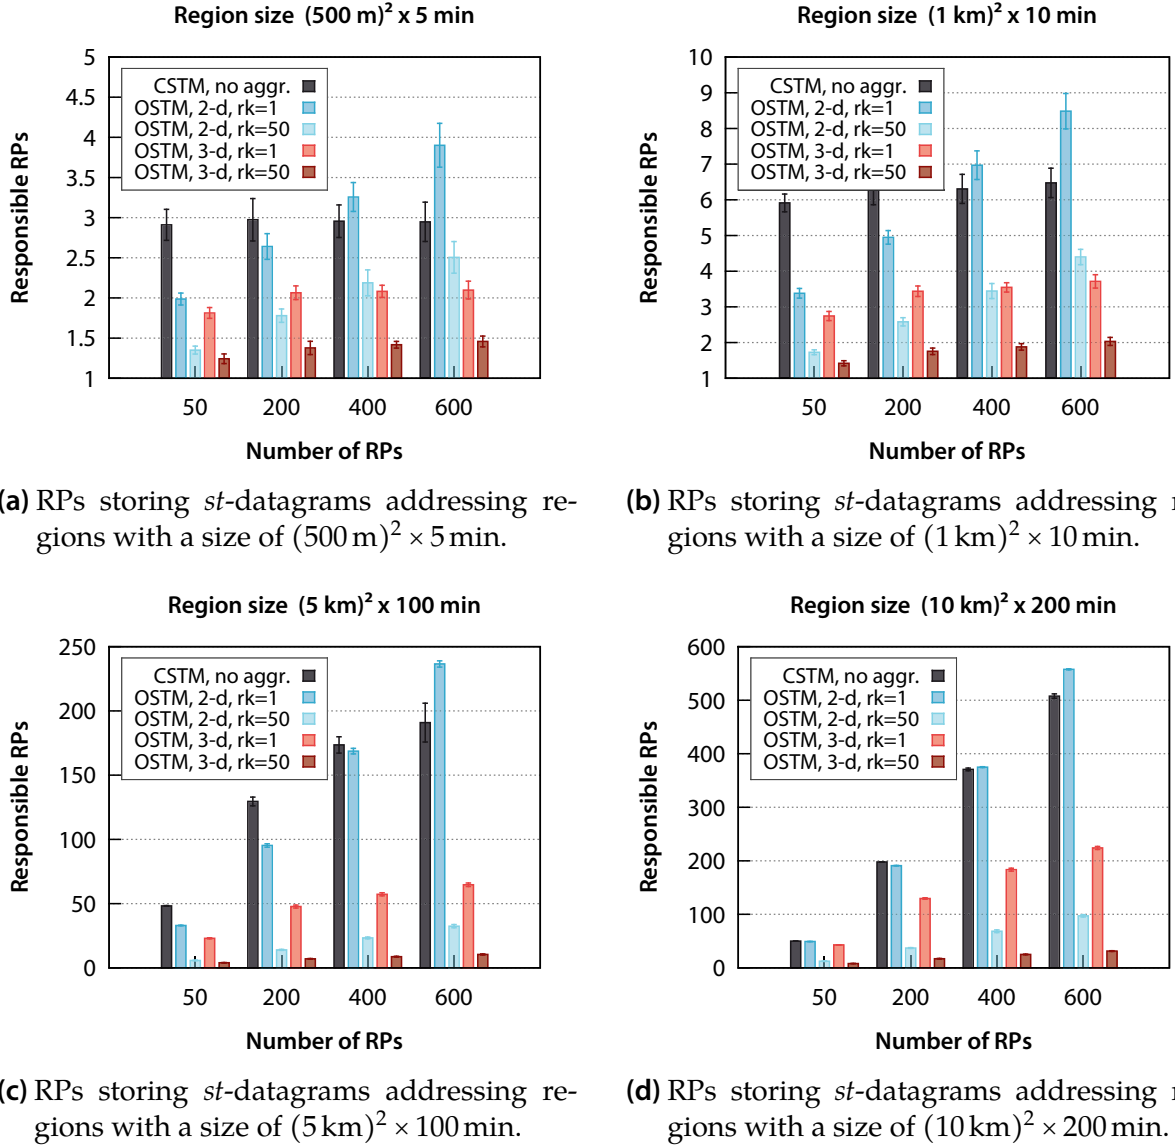 Region size (500 m)² x 5 min
5
4.5
4
3.5
3
2.5
2
1.5
1
Responsible RPs
CSTM, no aggr.
OSTM, 2-d, rk=1
OSTM, 2-d, rk=50
OSTM, 3-d, rk=1
OSTM, 3-d, rk=50
50 200 400 600
Number of RPs
(a) RPs storing st-datagrams addressing re-
gions with a size of (500 m)² × 5 min.
Region size (1 km)² x 10 min
10
9
8
7
6
5
4
3
2
1
Responsible RPs
CSTM, no aggr.
OSTM, 2-d, rk=1
OSTM, 2-d, rk=50
OSTM, 3-d, rk=1
OSTM, 3-d, rk=50
50 200 400 600
Number of RPs
(b) RPs storing st-datagrams addressing r
gions with a size of (1 km)² × 10 min.
Region size (5 km)² x 100 min
250
200
150
100
50
0
Responsible RPs
CSTM, no aggr.
OSTM, 2-d, rk=1
OSTM, 2-d, rk=50
OSTM, 3-d, rk=1
OSTM, 3-d, rk=50
50 200 400 600
Number of RPs
(c) RPs storing st-datagrams addressing re-
gions with a size of (5 km)² × 100 min.
Region size (10 km)² x 200 min
600
500
400
300
200
100
0
Responsible RPs
CSTM, no aggr.
OSTM, 2-d, rk=1
OSTM, 2-d, rk=50
OSTM, 3-d, rk=1
OSTM, 3-d, rk=50
50 200 400 600
Number of RPs
(d) RPs storing st-datagrams addressing r
gions with a size of (10 km)² × 200 min.